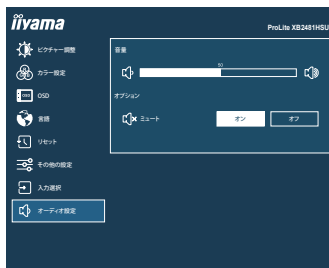 iiyama
ProLite XB2481HSU
ピクチャー調整
カラー設定
OSD
言語
リセット
その他の設定
入力選択
オーディオ設定
音量
50
オプション
ミュート
オン
オフ